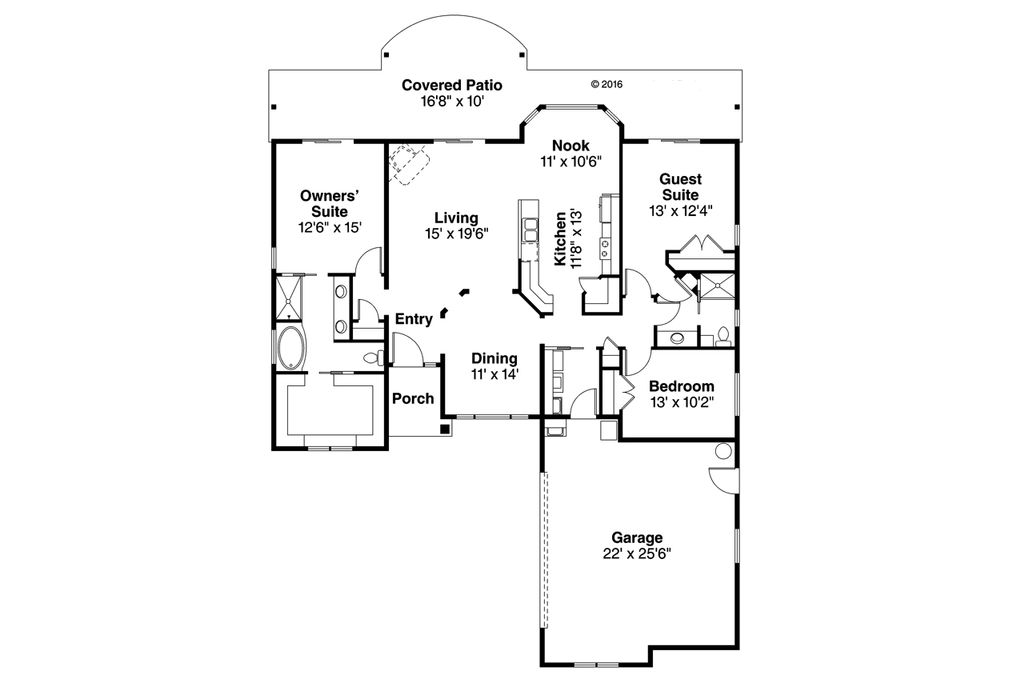 Covered Patio
16'8" x 10'
© 2016
Nook
11' x 10'6"
Owners'
Suite
12'6" x 15'
Living
15' x 19'6"
Kitchen
11'8" x 13'
Guest
Suite
13' x 12'4"
Entry
Dining
11' x 14'
Porch
Bedroom
13' x 10'2"
Garage
22' x 25'6"